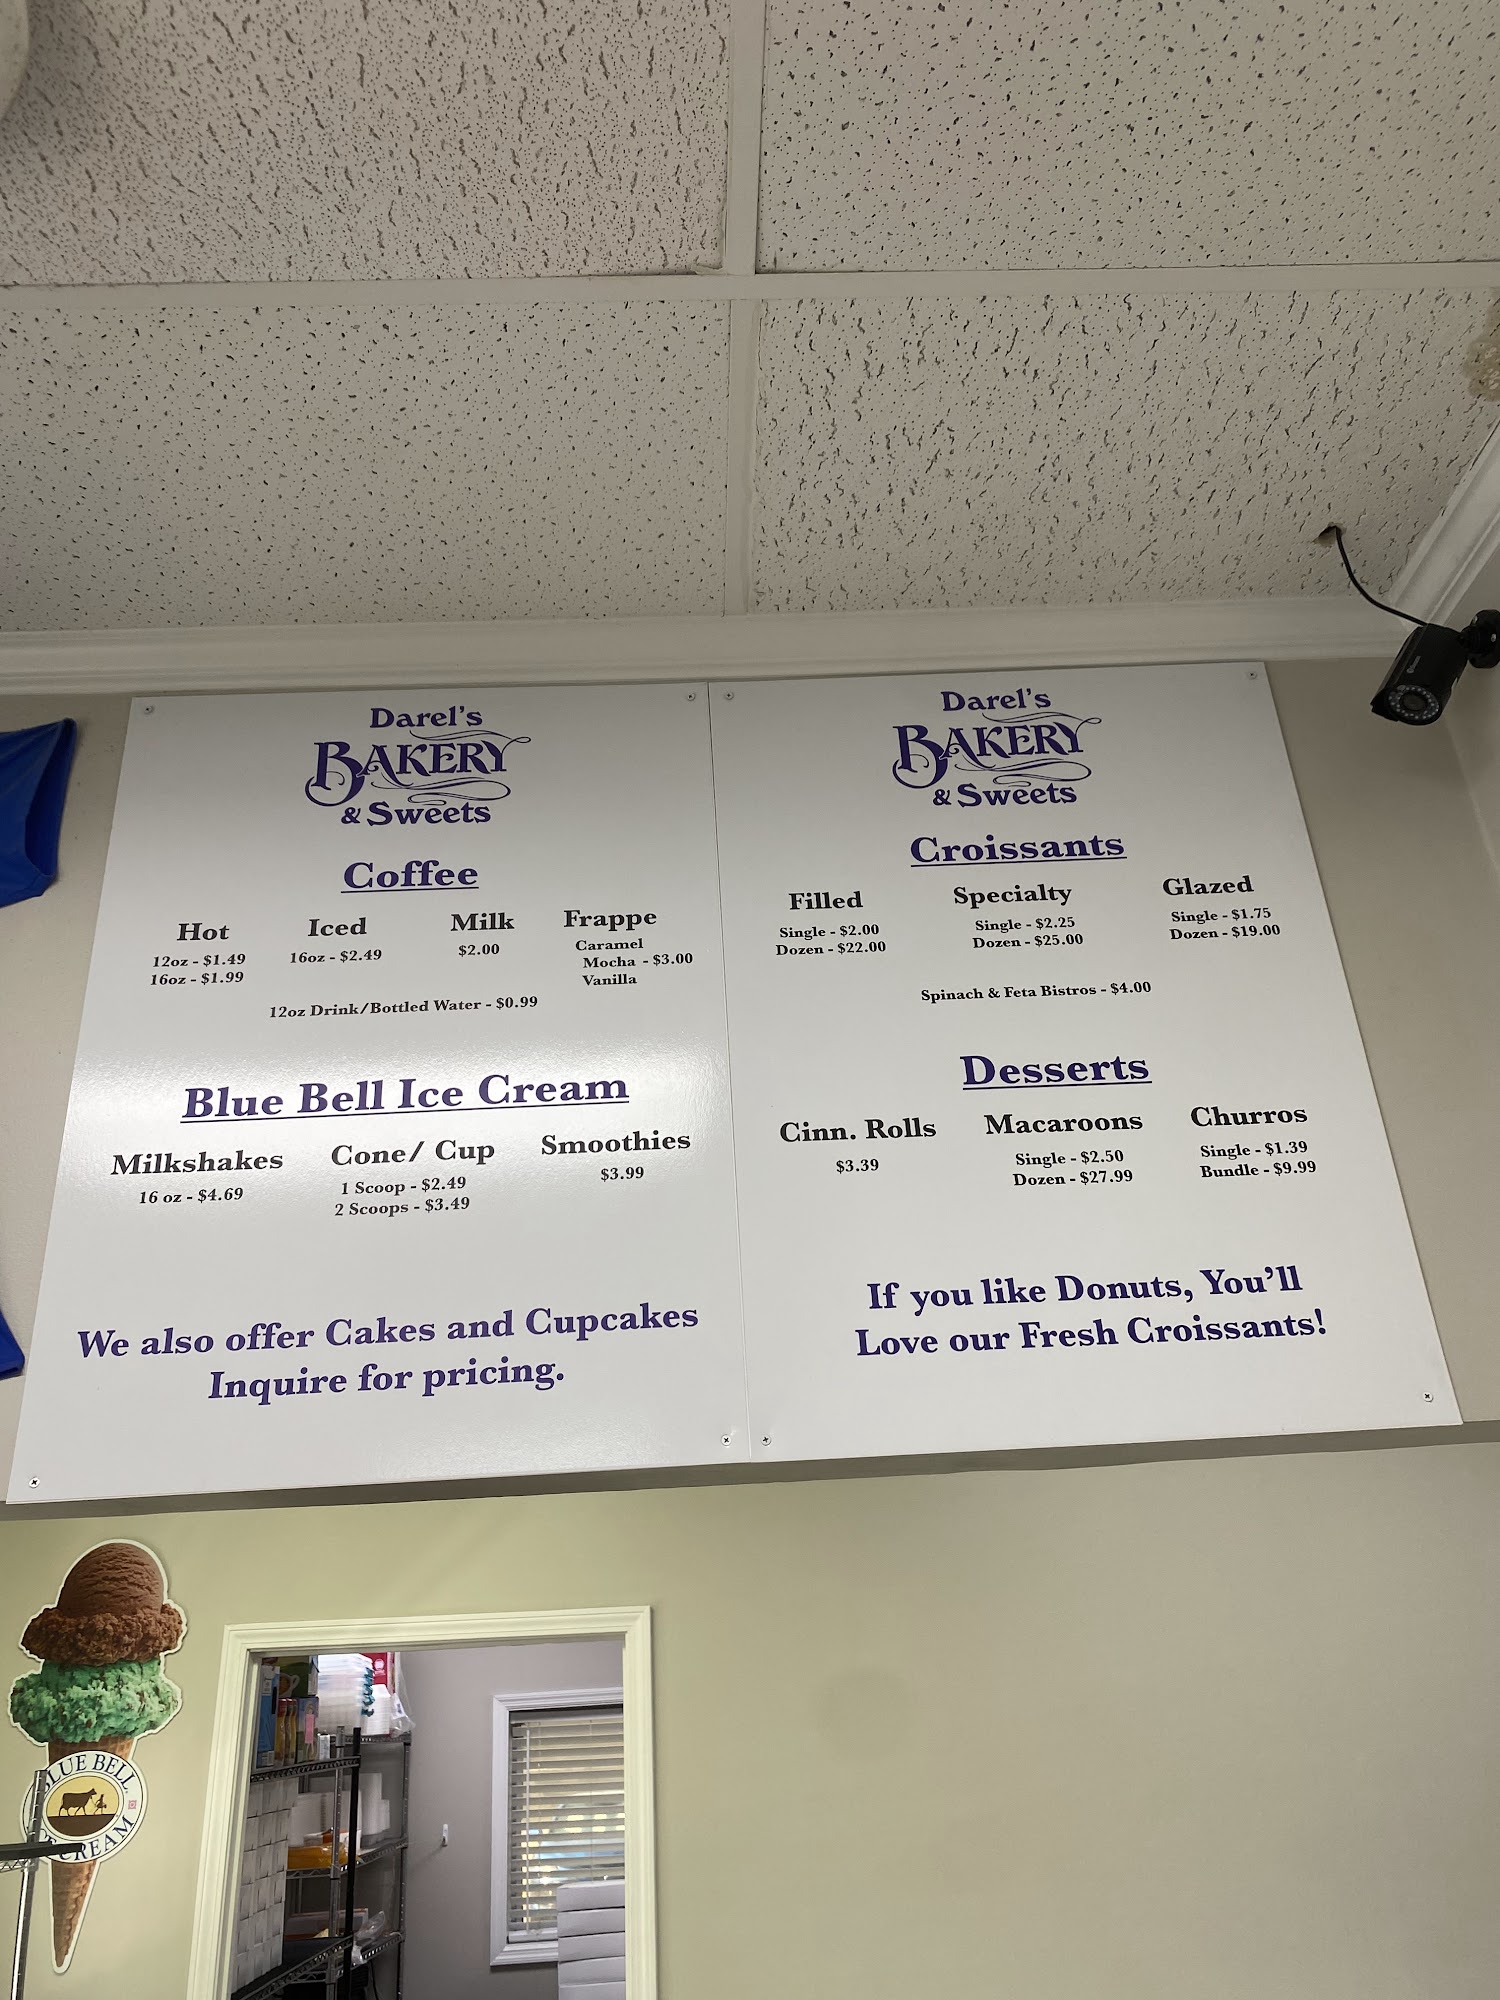 Darel's
BAKERY
& Sweets
Coffee
Hot
12oz - $1.49
16oz - $1.99
Iced
16oz - $2.49
Milk
$2.00
Frappe
Caramel
Mocha - $3.00
Vanilla
12oz Drink/Bottled Water - $0.99
Blue Bell Ice Cream
Milkshakes
16 oz - $4.69
Cone/ Cup
1 Scoop - $2.49
2 Scoops - $3.49
Smoothies
$3.99
We also offer Cakes and Cupcakes
Inquire for pricing.
Darel's
BAKERY
& Sweets
Croissants
Filled
Single - $2.00
Dozen - $22.00
Specialty
Single - $2.25
Dozen - $25.00
Glazed
Single - $1.75
Dozen - $19.00
Spinach & Feta Bistros - $4.00
Desserts
Cinn. Rolls
$3.39
Macaroons
Single - $2.50
Dozen - $27.99
Churros
Single - $1.39
Bundle - $9.99
If you like Donuts, You'll
Love our Fresh Croissants!
BLUE BELL
ICE CREAM